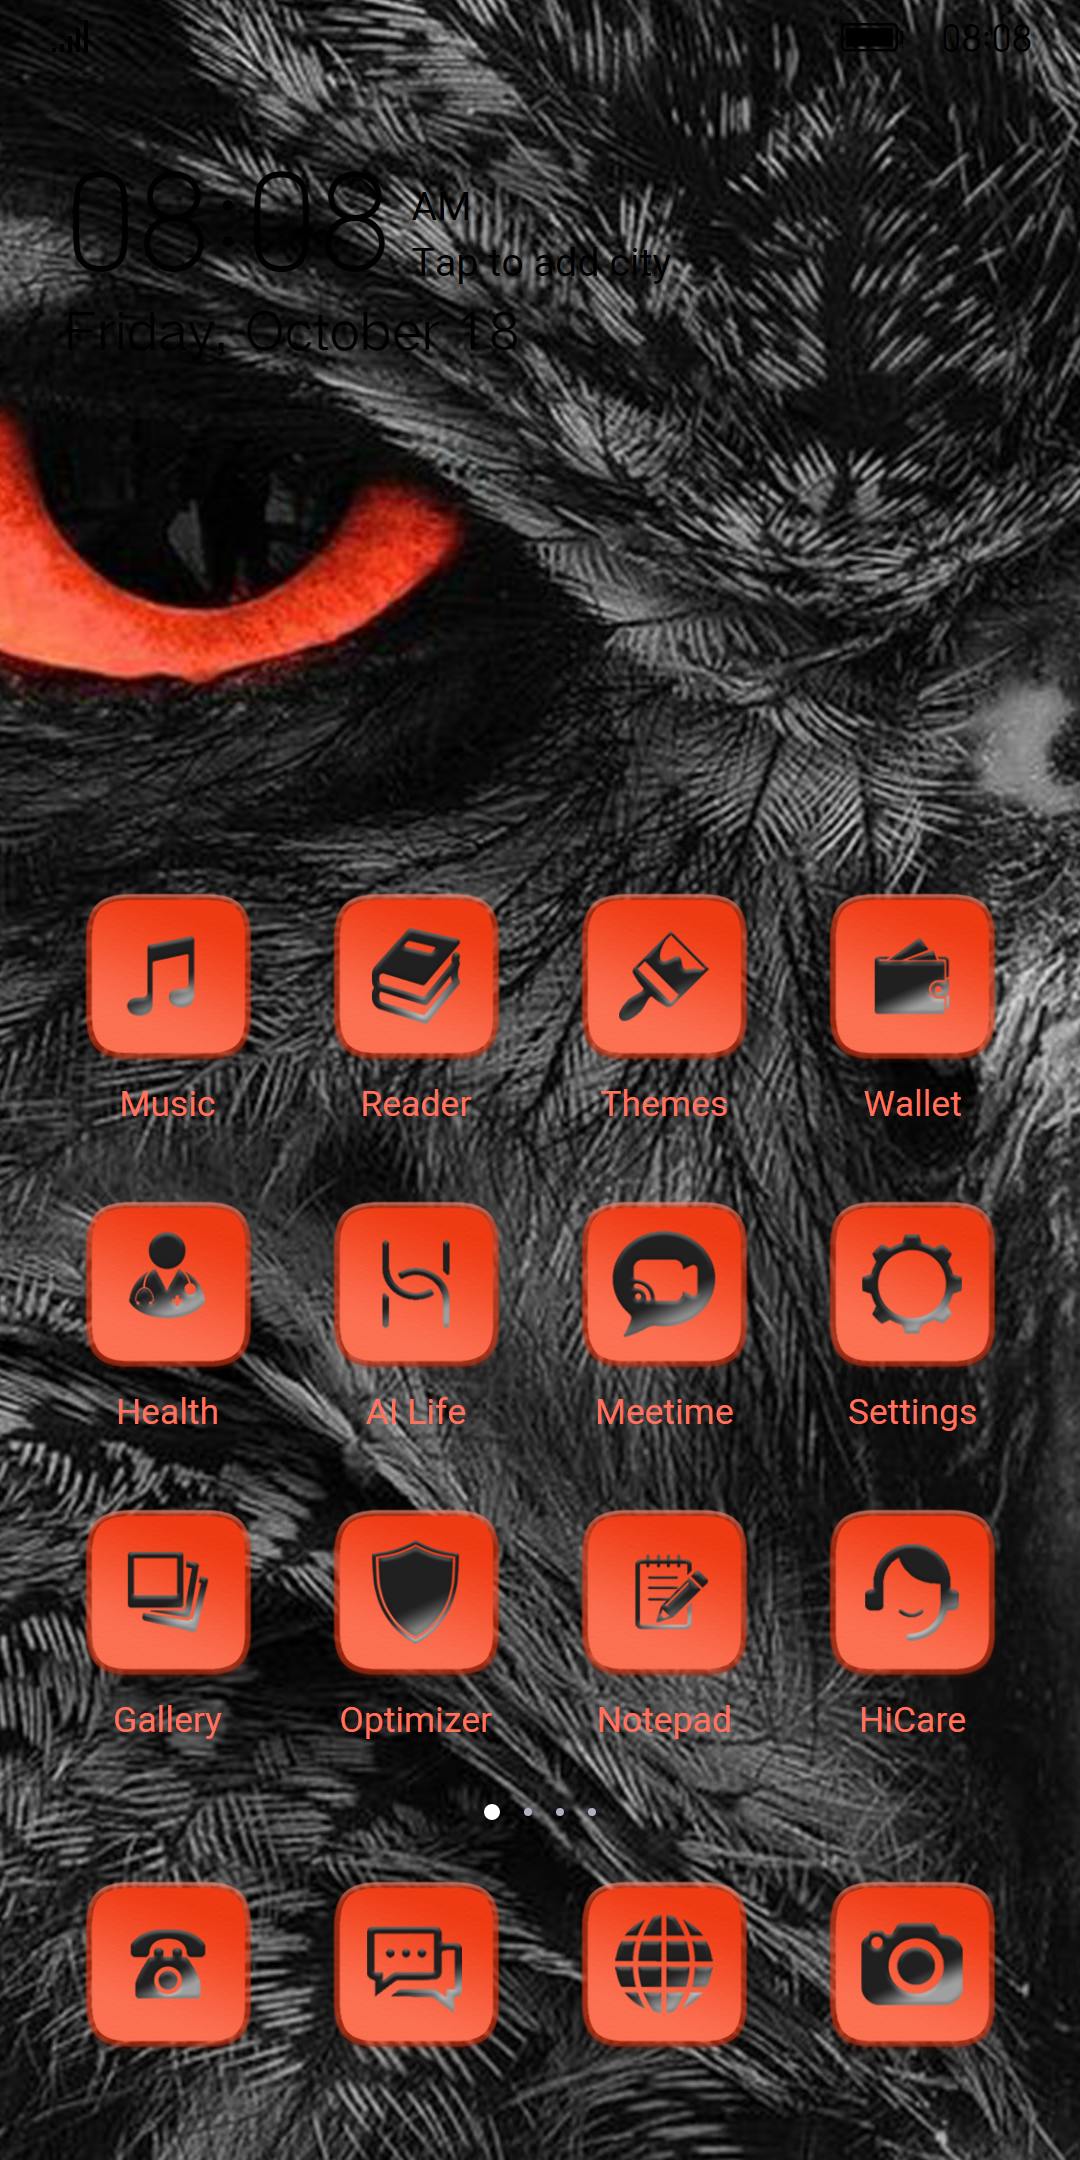 08:08
08:08 AM
Tap to add city
Friday, October 18
Music Reader Themes Wallet
Health AI Life Meetime Settings
Gallery Optimizer Notepad HiCare